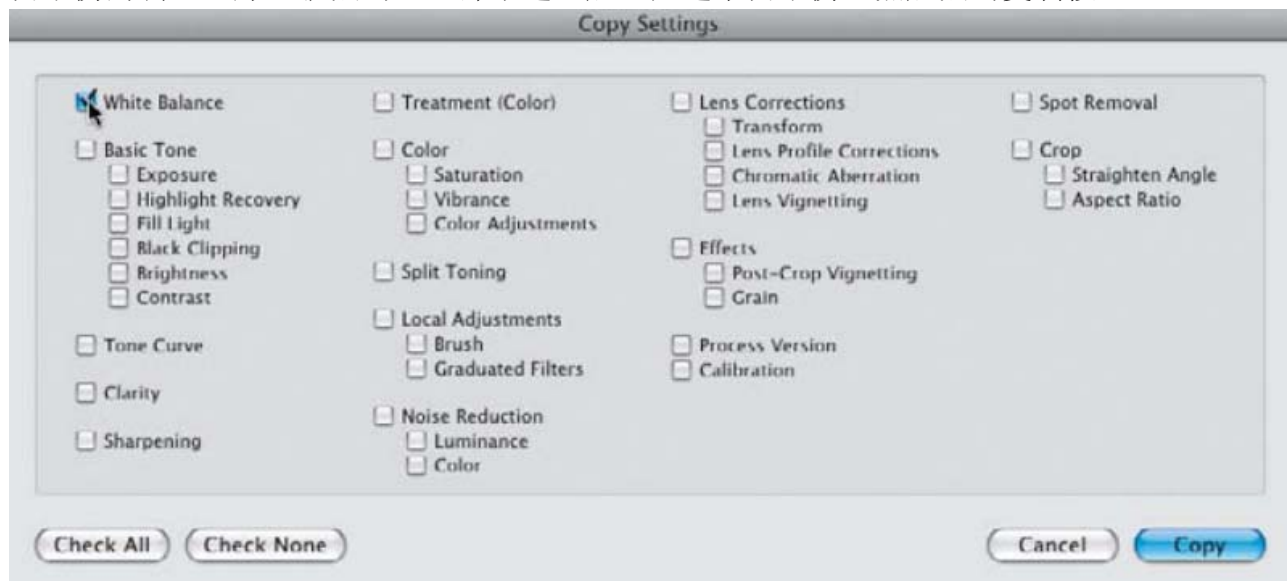 Copy Settings
White Balance
Basic Tone
Exposure
Highlight Recovery
Fill Light
Black Clipping
Brightness
Contrast
Tone Curve
Clarity
Sharpening
Treatment (Color)
Color
Saturation
Vibrance
Color Adjustments
Split Toning
Local Adjustments
Brush
Graduated Filters
Noise Reduction
Luminance
Color
Lens Corrections
Transform
Lens Profile Corrections
Chromatic Aberration
Lens Vignetting
Effects
Post-Crop Vignetting
Grain
Process Version
Calibration
Spot Removal
Crop
Straighten Angle
Aspect Ratio
Check All
Check None
Cancel
Copy